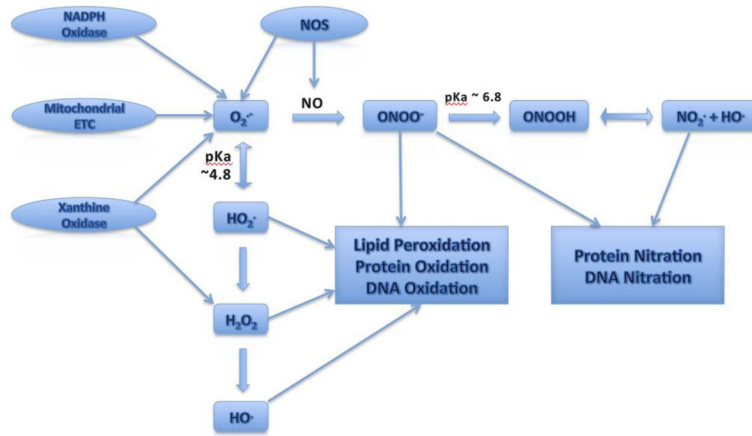 NADPH
Oxidase
NOS
Mitochondrial
ETC
O₂·⁻
NO
ONOO⁻
pKa ~ 6.8
ONOOH
NO₂· + HO·
pKa
~4.8
Xanthine
Oxidase
HO₂·
Lipid Peroxidation
Protein Oxidation
DNA Oxidation
Protein Nitration
DNA Nitration
H₂O₂
HO·